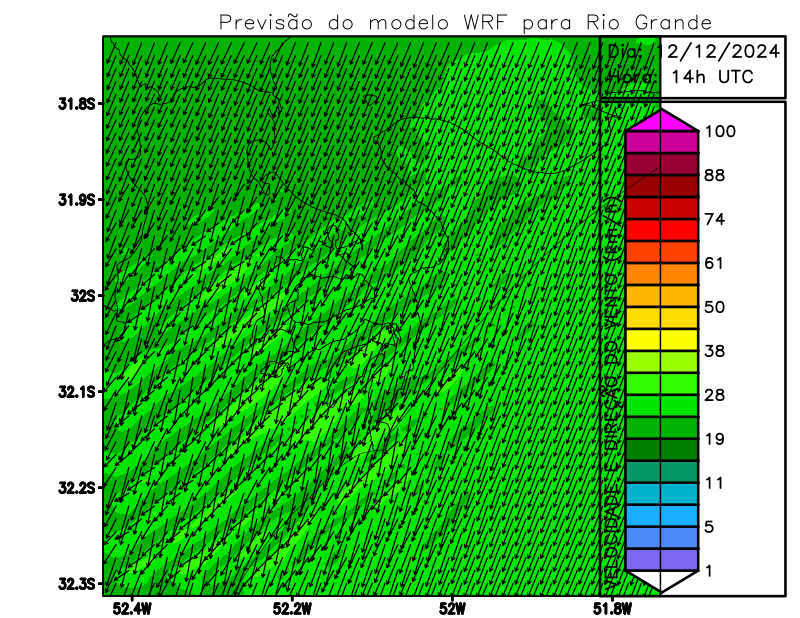 Previsão do modelo WRF para Rio Grande
Dia: 12/12/2024
Hora: 14h UTC
31.8S
31.9S
32S
32.1S
32.2S
32.3S
52.4W
52.2W
52W
51.8W
VELOCIDADE E DIREÇÃO DO VENTO (km/h)
100
88
74
61
50
38
28
19
11
5
1